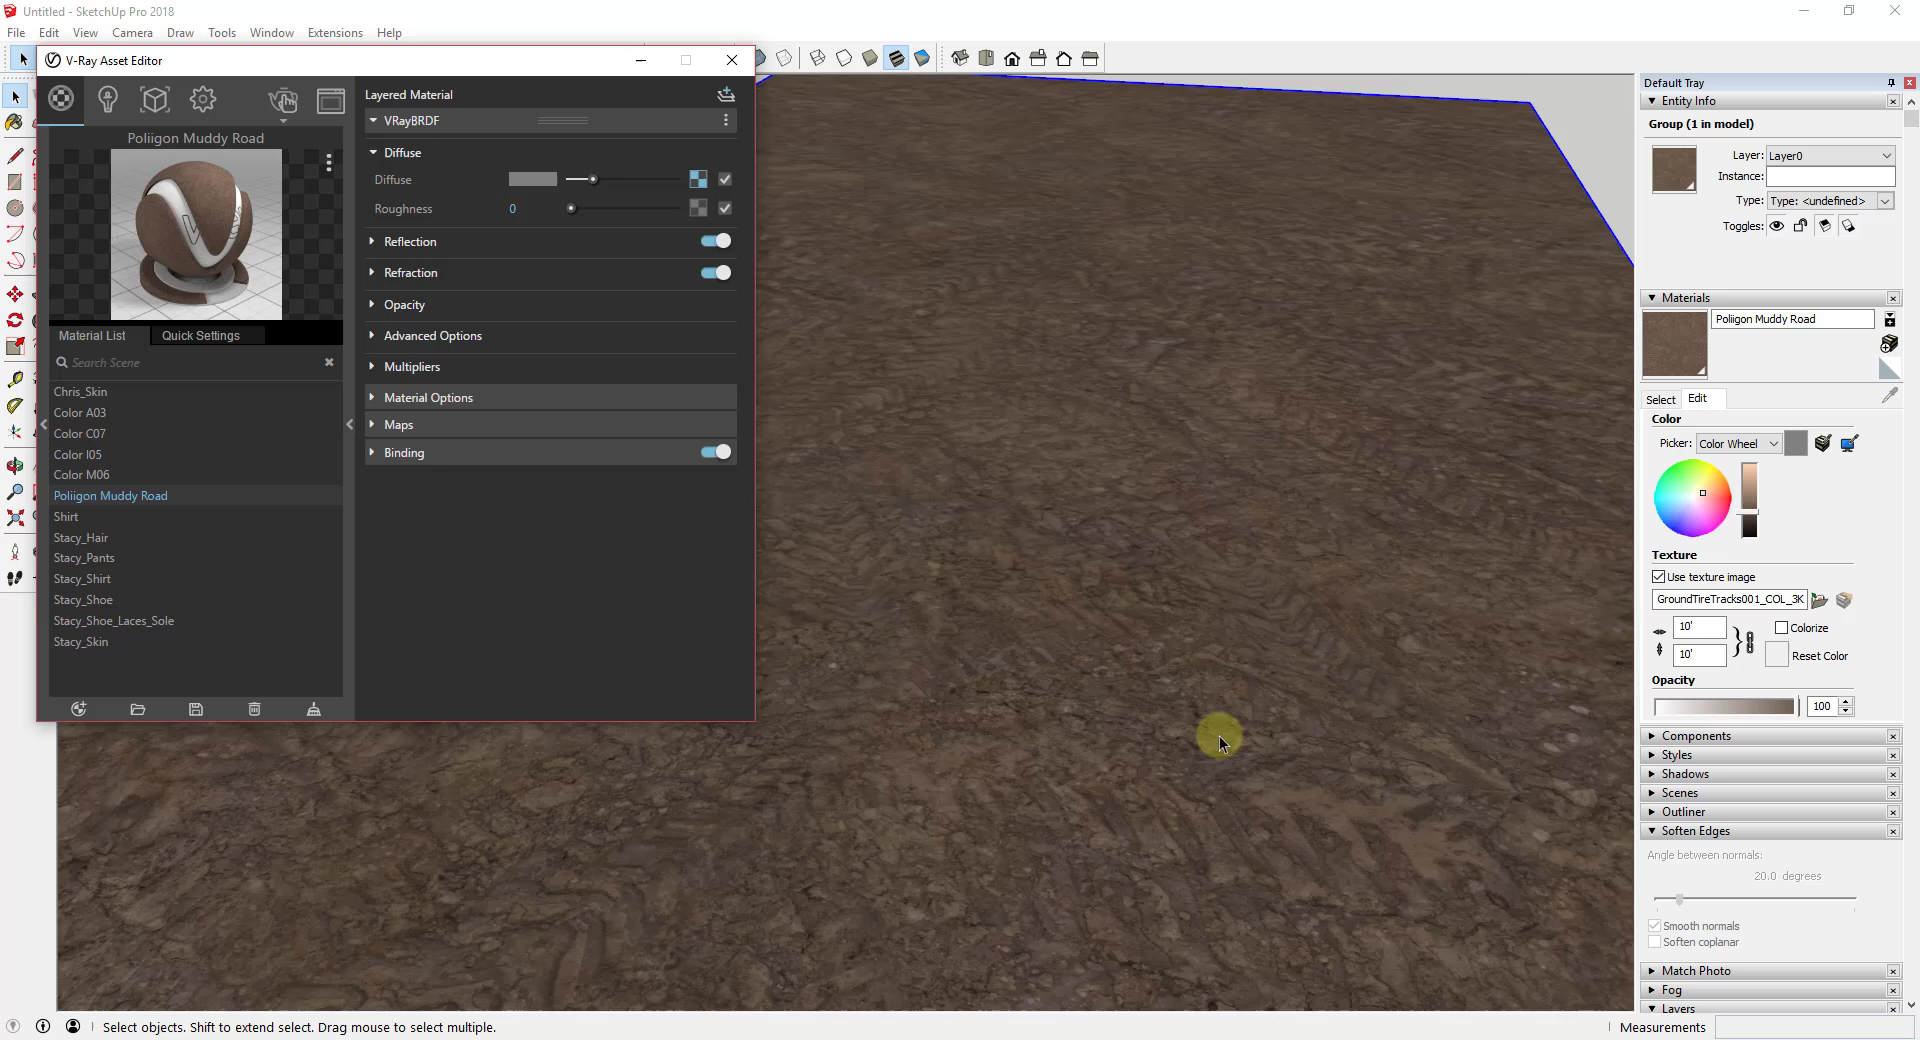 Untitled - SketchUp Pro 2018
File Edit View Camera Draw Tools Window Extensions Help
V-Ray Asset Editor
Poliigon Muddy Road
Material List Quick Settings
Search Scene
Chris_Skin
Color A03
Color C07
Color I05
Color M06
Poliigon Muddy Road
Shirt
Stacy_Hair
Stacy_Pants
Stacy_Shirt
Stacy_Shoe
Stacy_Shoe_Laces_Sole
Stacy_Skin
Layered Material
VRayBRDF
Diffuse
Diffuse
Roughness 0
Reflection
Refraction
Opacity
Advanced Options
Multipliers
Material Options
Maps
Binding
Default Tray
Entity Info
Group (1 in model)
Layer: Layer0
Instance:
Type: Type: <undefined>
Toggles:
Materials
Poliigon Muddy Road
Select Edit
Color
Picker: Color Wheel
Texture
Use texture image
GroundTireTracks001_COL_3K
10'
Colorize
10'
Reset Color
Opacity
100
Components
Styles
Shadows
Scenes
Outliner
Soften Edges
Angle between normals:
20.0 degrees
Smooth normals
Soften coplanar
Match Photo
Fog
Layers
Select objects. Shift to extend select. Drag mouse to select multiple.
Measurements